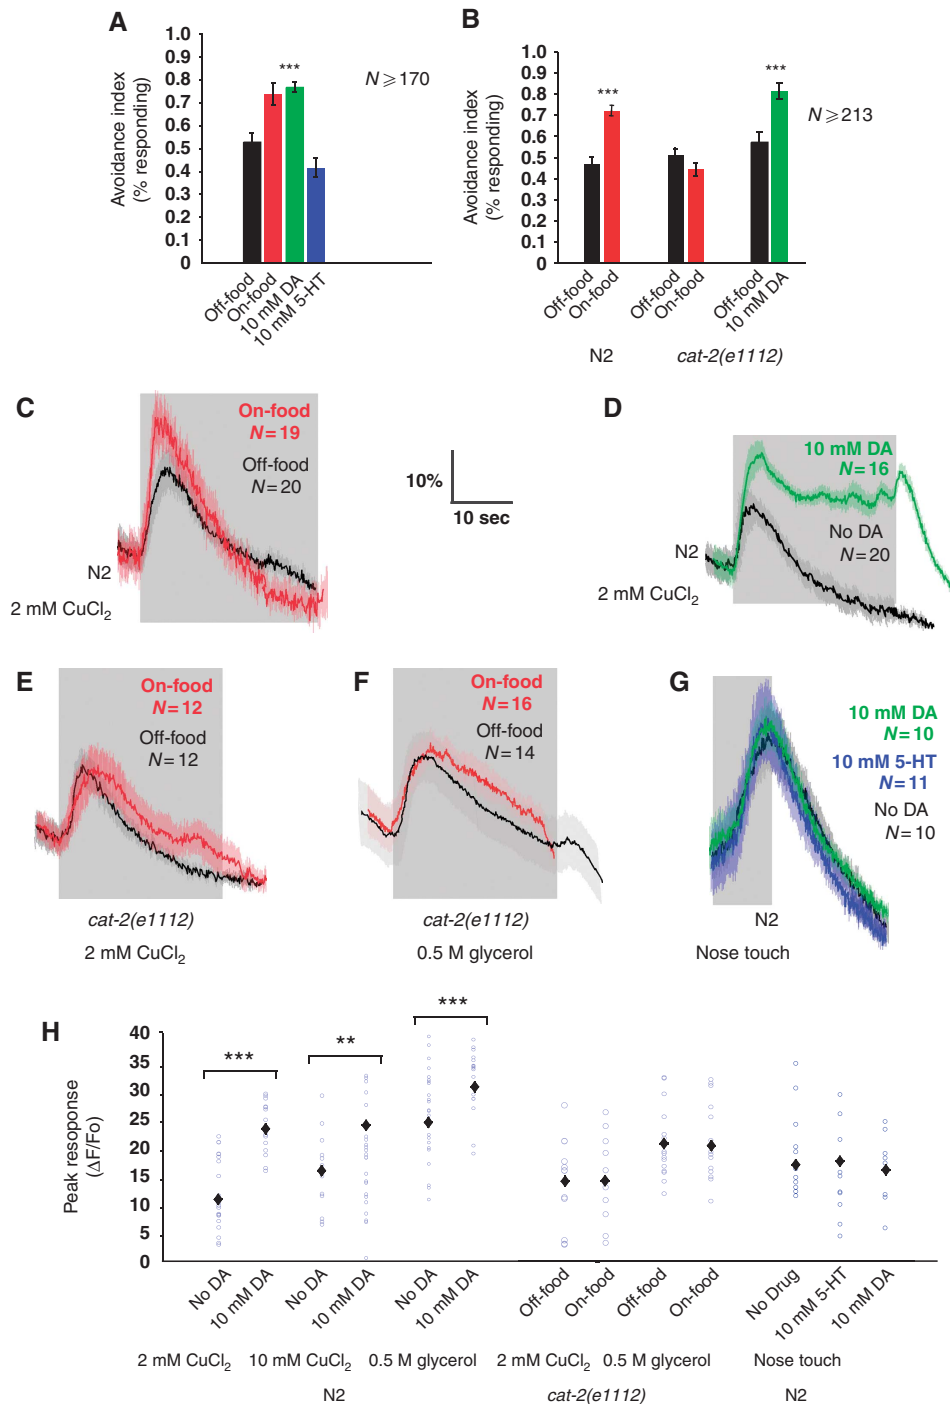 A
Avoidance index
(% responding)
1.0
0.9
0.8
0.7
0.6
0.5
0.4
0.3
0.2
0.1
0
***
N ⩾ 170
Off-food
On-food
10 mM DA
10 mM 5-HT
B
Avoidance index
(% responding)
1.0
0.9
0.8
0.7
0.6
0.5
0.4
0.3
0.2
0.1
0
***
***
N ⩾ 213
Off-food
On-food
Off-food
On-food
Off-food
10 mM DA
N2
cat-2(e1112)
C
On-food
N = 19
Off-food
N = 20
N2
2 mM CuCl2
10%
10 sec
D
10 mM DA
N = 16
No DA
N = 20
N2
2 mM CuCl2
E
On-food
N = 12
Off-food
N = 12
cat-2(e1112)
2 mM CuCl2
F
On-food
N = 16
Off-food
N = 14
cat-2(e1112)
0.5 M glycerol
G
10 mM DA
N = 10
10 mM 5-HT
N = 11
No DA
N = 10
N2
Nose touch
H
Peak resoponse
(ΔF/Fo)
40
35
30
25
20
15
10
5
0
***
**
***
No DA
10 mM DA
No DA
10 mM DA
No DA
10 mM DA
Off-food
On-food
Off-food
On-food
No Drug
10 mM 5-HT
10 mM DA
2 mM CuCl2
10 mM CuCl2
0.5 M glycerol
2 mM CuCl2
0.5 M glycerol
Nose touch
N2
cat-2(e1112)
N2